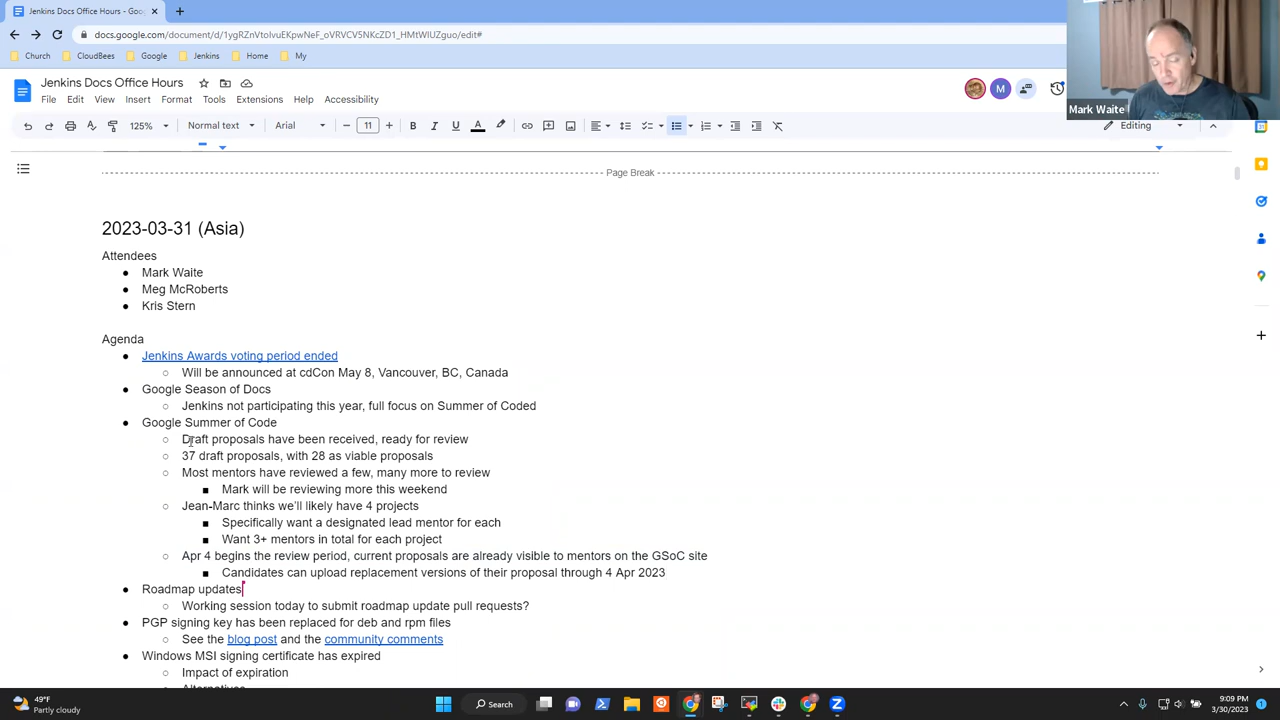 Jenkins Docs Office Hours - Goo
docs.google.com/document/d/1ygRZnVtolvuEKpwNeF_oVRVCV5NKcZD1_HMtWlUZguo/edit#
Church
CloudBees
Google
Jenkins
Home
My
Jenkins Docs Office Hours
File Edit View Insert Format Tools Extensions Help Accessibility
M
Mark Waite
125% Normal text Arial 11 Editing
Page Break
2023-03-31 (Asia)
Attendees
● Mark Waite
● Meg McRoberts
● Kris Stern
Agenda
● Jenkins Awards voting period ended
○ Will be announced at cdCon May 8, Vancouver, BC, Canada
● Google Season of Docs
○ Jenkins not participating this year, full focus on Summer of Coded
● Google Summer of Code
○ Draft proposals have been received, ready for review
○ 37 draft proposals, with 28 as viable proposals
○ Most mentors have reviewed a few, many more to review
■ Mark will be reviewing more this weekend
○ Jean-Marc thinks we'll likely have 4 projects
■ Specifically want a designated lead mentor for each
■ Want 3+ mentors in total for each project
○ Apr 4 begins the review period, current proposals are already visible to mentors on the GSoC site
■ Candidates can upload replacement versions of their proposal through 4 Apr 2023
● Roadmap updates
○ Working session today to submit roadmap update pull requests?
● PGP signing key has been replaced for deb and rpm files
○ See the blog post and the community comments
● Windows MSI signing certificate has expired
○ Impact of expiration
○ Alternatives
49°F
Partly cloudy
Search
9:09 PM
3/30/2023